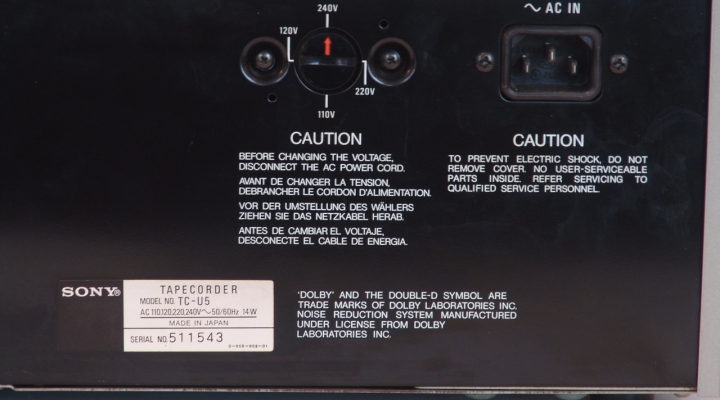 240V
120V
220V
110V
∼ AC IN
CAUTION
BEFORE CHANGING THE VOLTAGE,
DISCONNECT THE AC POWER CORD.
AVANT DE CHANGER LA TENSION,
DEBRANCHER LE CORDON D'ALIMENTATION.
VOR DER UMSTELLUNG DES WÄHLERS
ZIEHEN SIE DAS NETZKABEL HERAB.
ANTES DE CAMBIAR EL VOLTAJE,
DESCONECTE EL CABLE DE ENERGIA.
CAUTION
TO PREVENT ELECTRIC SHOCK, DO NOT
REMOVE COVER. NO USER-SERVICEABLE
PARTS INSIDE. REFER SERVICING TO
QUALIFIED SERVICE PERSONNEL.
SONY®
TAPECORDER
MODEL NO. TC-U5
AC 110,120,220,240V∼50/60Hz 14W
MADE IN JAPAN
SERIAL NO. 511543
'DOLBY' AND THE DOUBLE-D SYMBOL ARE
TRADE MARKS OF DOLBY LABORATORIES INC.
NOISE REDUCTION SYSTEM MANUFACTURED
UNDER LICENSE FROM DOLBY
LABORATORIES INC.